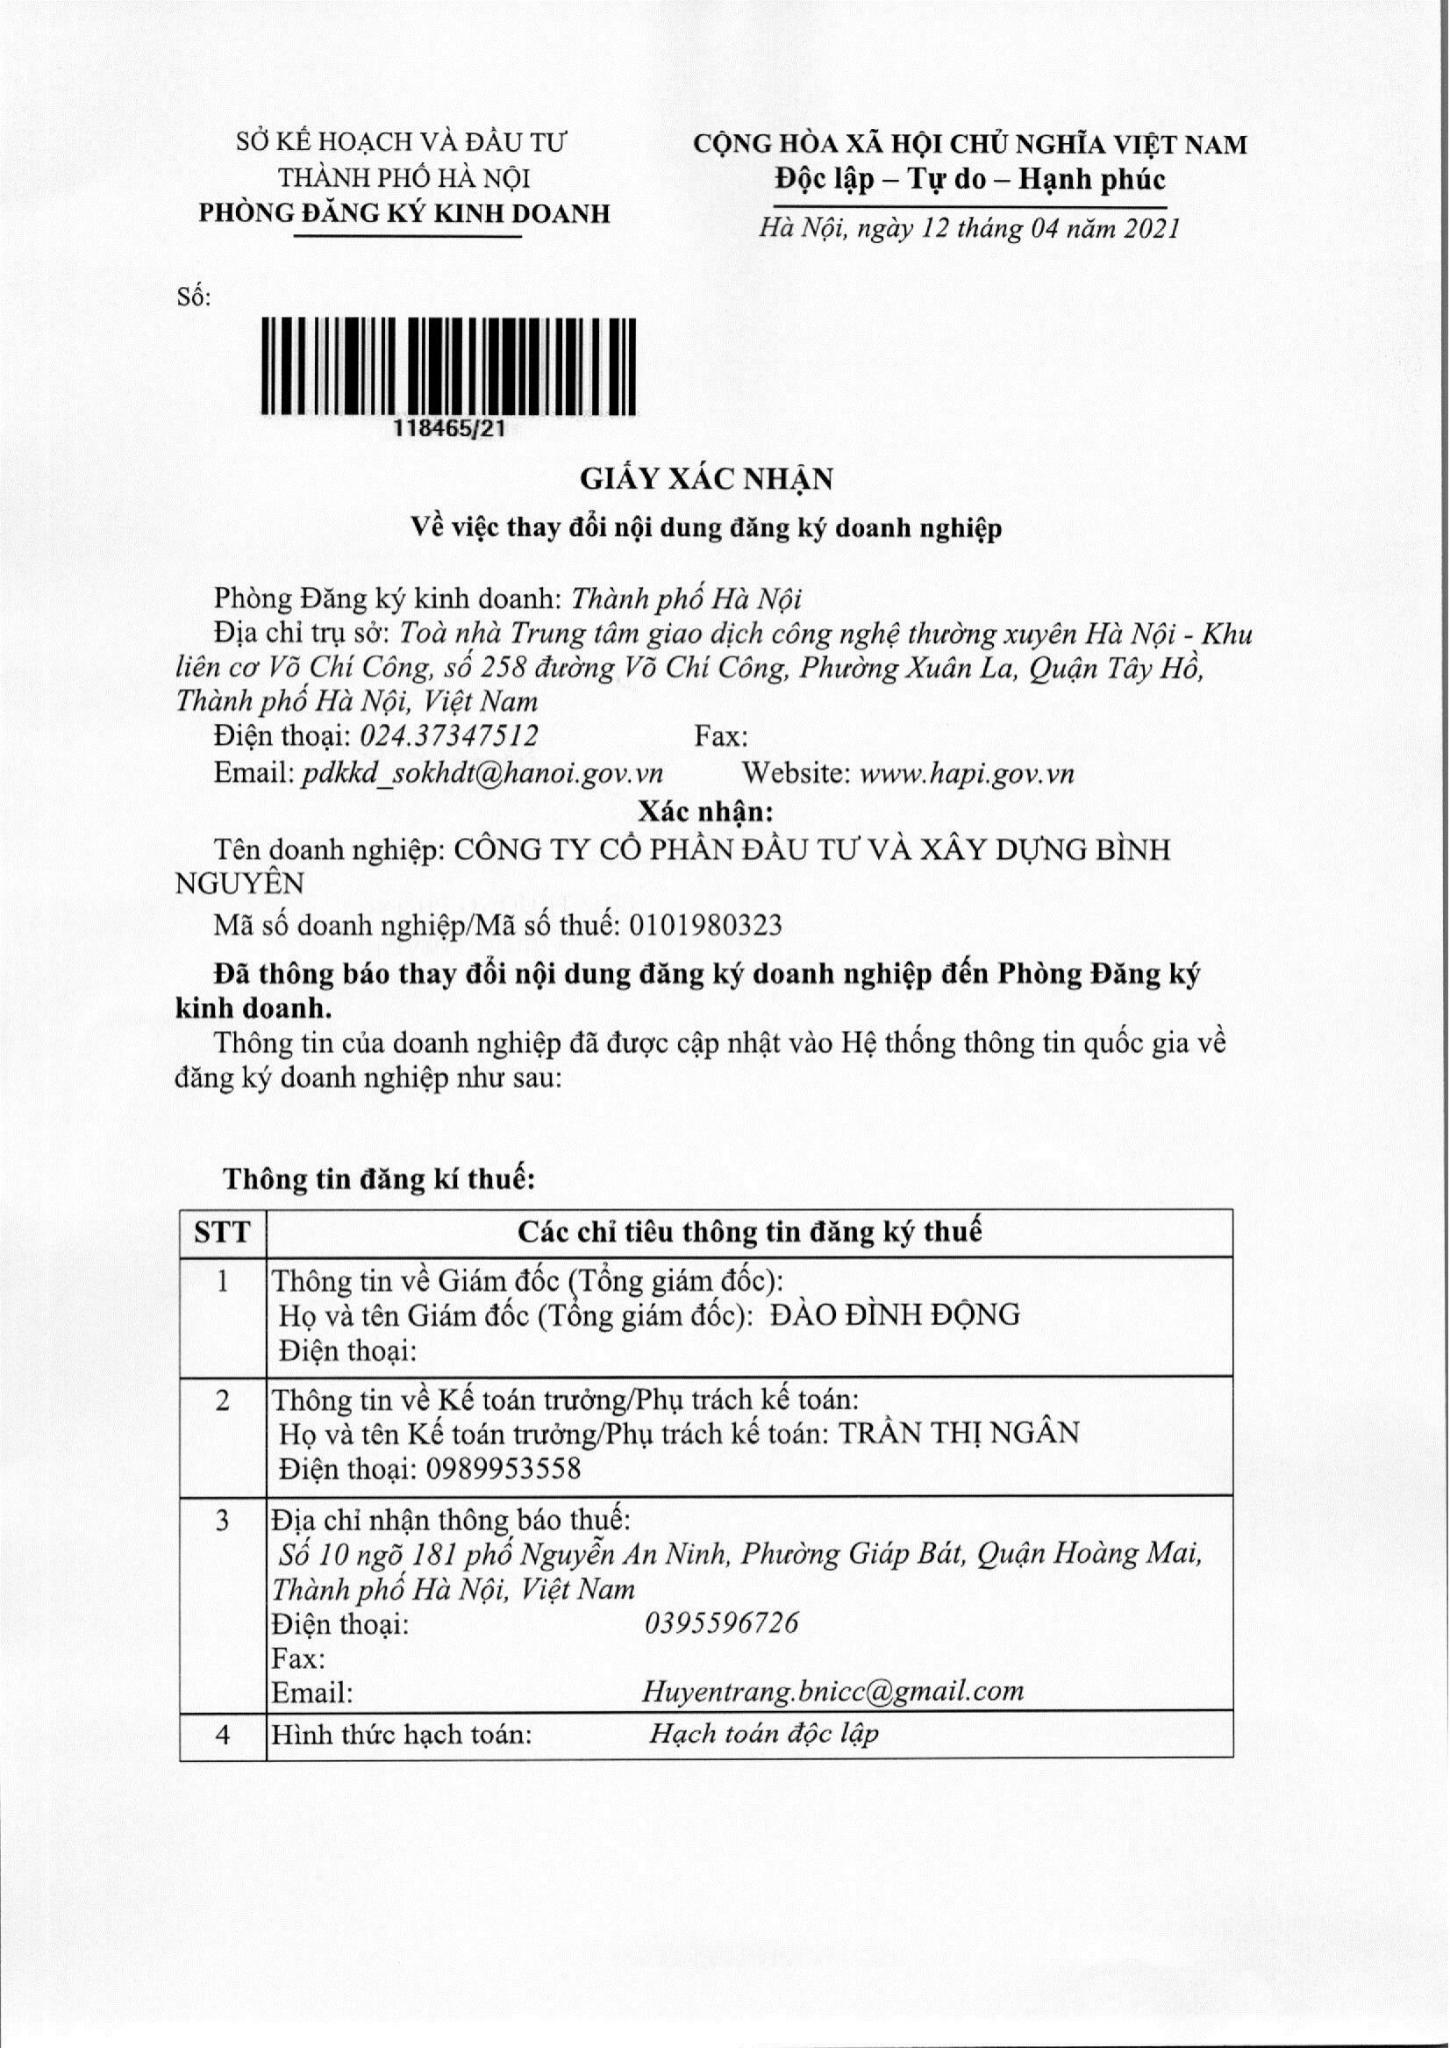 SỞ KẾ HOẠCH VÀ ĐẦU TƯ
THÀNH PHỐ HÀ NỘI
PHÒNG ĐĂNG KÝ KINH DOANH
CỘNG HÒA XÃ HỘI CHỦ NGHĨA VIỆT NAM
Độc lập – Tự do – Hạnh phúc
Hà Nội, ngày 12 tháng 04 năm 2021
Số:
118465/21
GIẤY XÁC NHẬN
Về việc thay đổi nội dung đăng ký doanh nghiệp
Phòng Đăng ký kinh doanh: Thành phố Hà Nội
Địa chỉ trụ sở: Toà nhà Trung tâm giao dịch công nghệ thường xuyên Hà Nội - Khu
liên cơ Võ Chí Công, số 258 đường Võ Chí Công, Phường Xuân La, Quận Tây Hồ,
Thành phố Hà Nội, Việt Nam
Điện thoại: 024.37347512 Fax:
Email: pdkkd_sokhdt@hanoi.gov.vn Website: www.hapi.gov.vn
Xác nhận:
Tên doanh nghiệp: CÔNG TY CỔ PHẦN ĐẦU TƯ VÀ XÂY DỰNG BÌNH
NGUYÊN
Mã số doanh nghiệp/Mã số thuế: 0101980323
Đã thông báo thay đổi nội dung đăng ký doanh nghiệp đến Phòng Đăng ký
kinh doanh.
Thông tin của doanh nghiệp đã được cập nhật vào Hệ thống thông tin quốc gia về
đăng ký doanh nghiệp như sau:
Thông tin đăng kí thuế:
STT Các chỉ tiêu thông tin đăng ký thuế
1 Thông tin về Giám đốc (Tổng giám đốc):
Họ và tên Giám đốc (Tổng giám đốc): ĐÀO ĐÌNH ĐỘNG
Điện thoại:
2 Thông tin về Kế toán trưởng/Phụ trách kế toán:
Họ và tên Kế toán trưởng/Phụ trách kế toán: TRẦN THỊ NGÂN
Điện thoại: 0989953558
3 Địa chỉ nhận thông báo thuế:
Số 10 ngõ 181 phố Nguyễn An Ninh, Phường Giáp Bát, Quận Hoàng Mai,
Thành phố Hà Nội, Việt Nam
Điện thoại: 0395596726
Fax:
Email: Huyentrang.bnicc@gmail.com
4 Hình thức hạch toán: Hạch toán độc lập